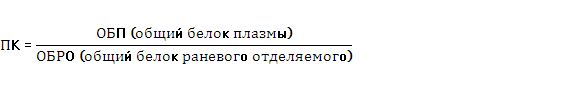 ПК = ОБП (общий белок плазмы)
ОБРО (общий белок раневого отделяемого)